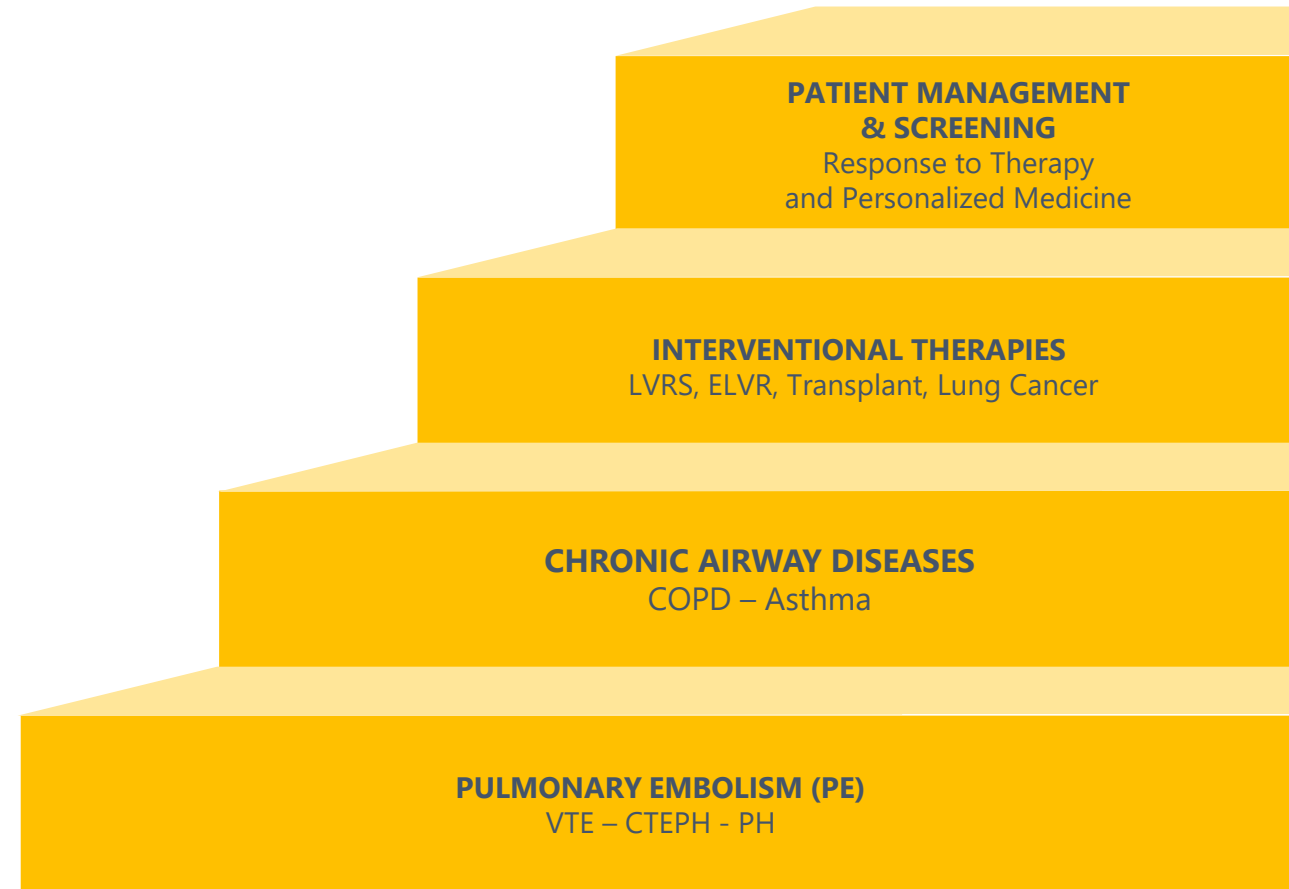 PATIENT MANAGEMENT
& SCREENING
Response to Therapy
and Personalized Medicine
INTERVENTIONAL THERAPIES
LVRS, ELVR, Transplant, Lung Cancer
CHRONIC AIRWAY DISEASES
COPD – Asthma
PULMONARY EMBOLISM (PE)
VTE – CTEPH - PH